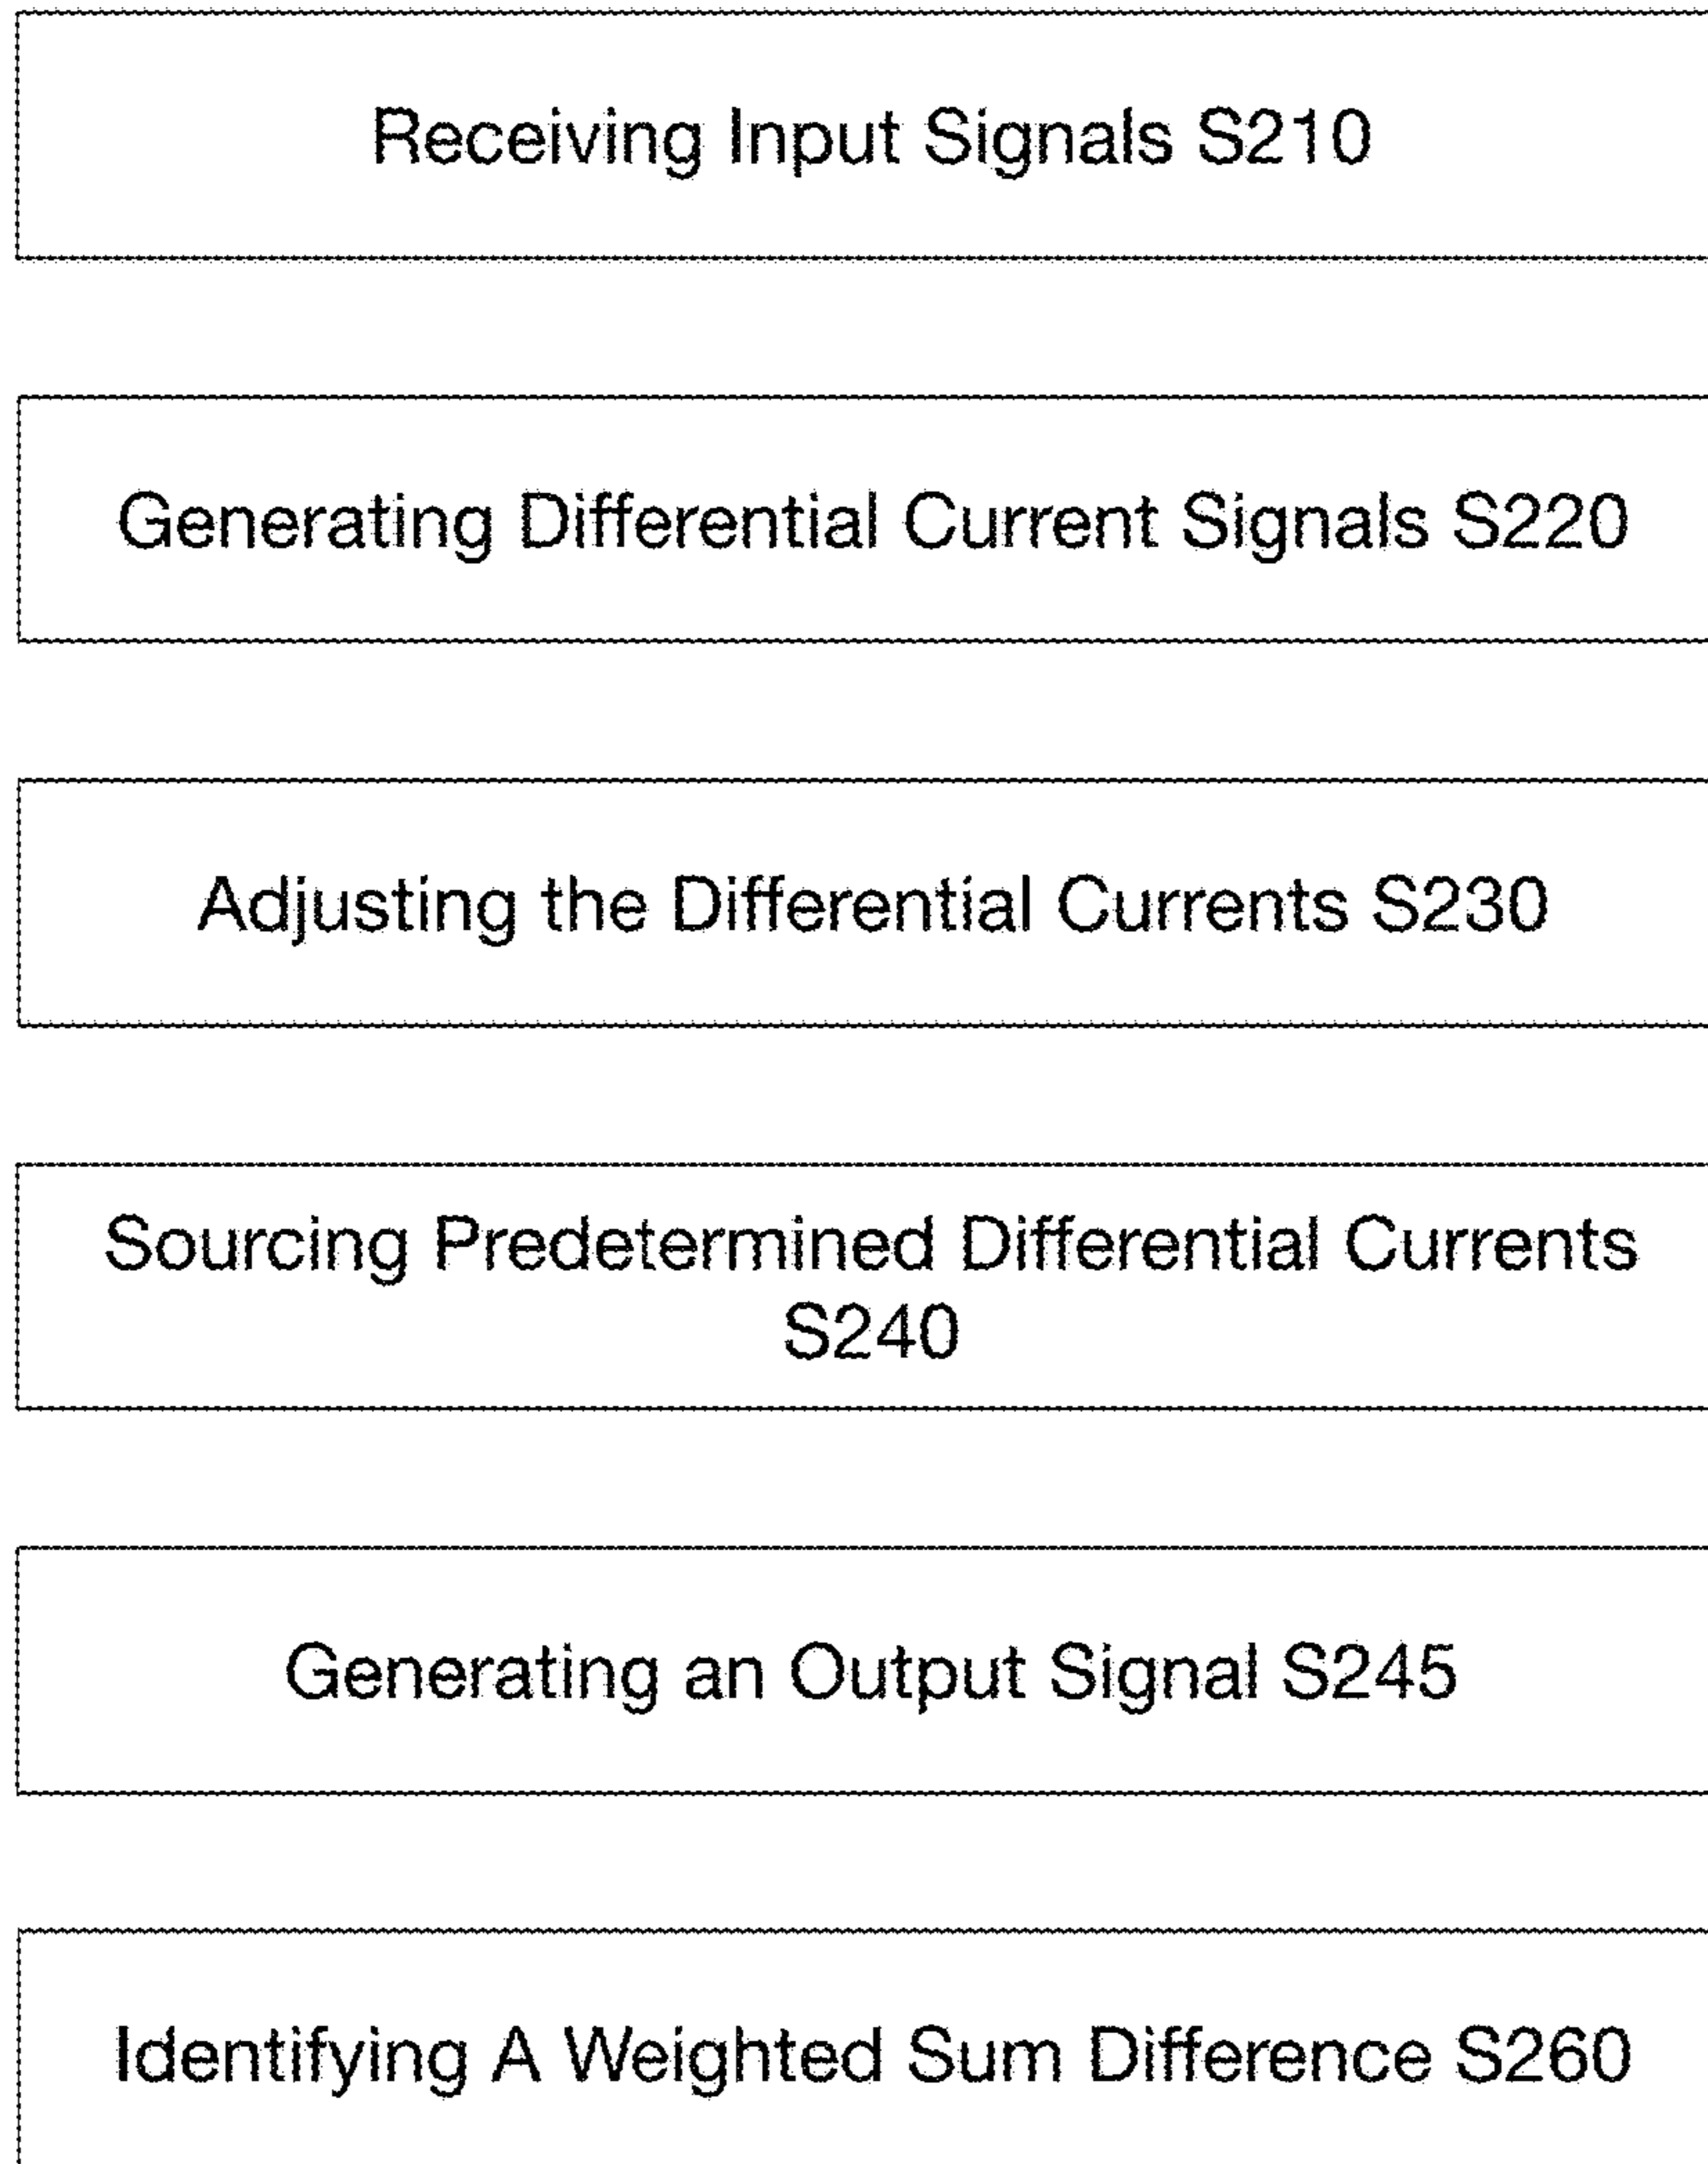 Receiving Input Signals S210
Generating Differential Current Signals S220
Adjusting the Differential Currents S230
Sourcing Predetermined Differential Currents
S240
Generating an Output Signal S245
Identifying A Weighted Sum Difference S260